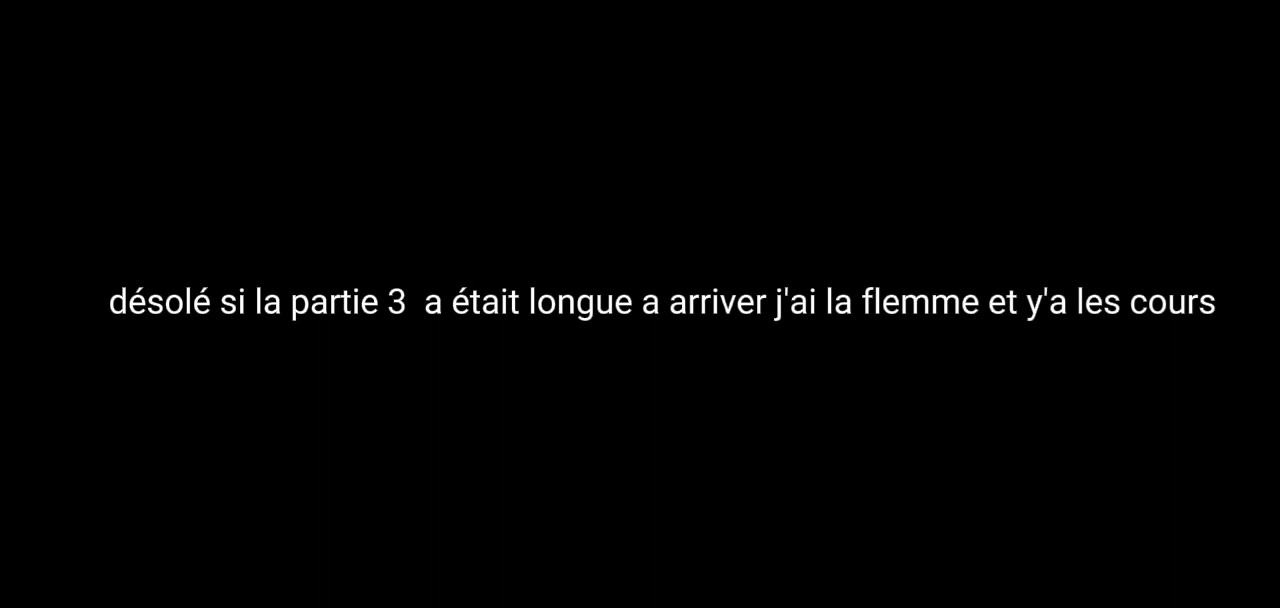 désolé si la partie 3  a était longue a arriver j'ai la flemme et y'a les cours